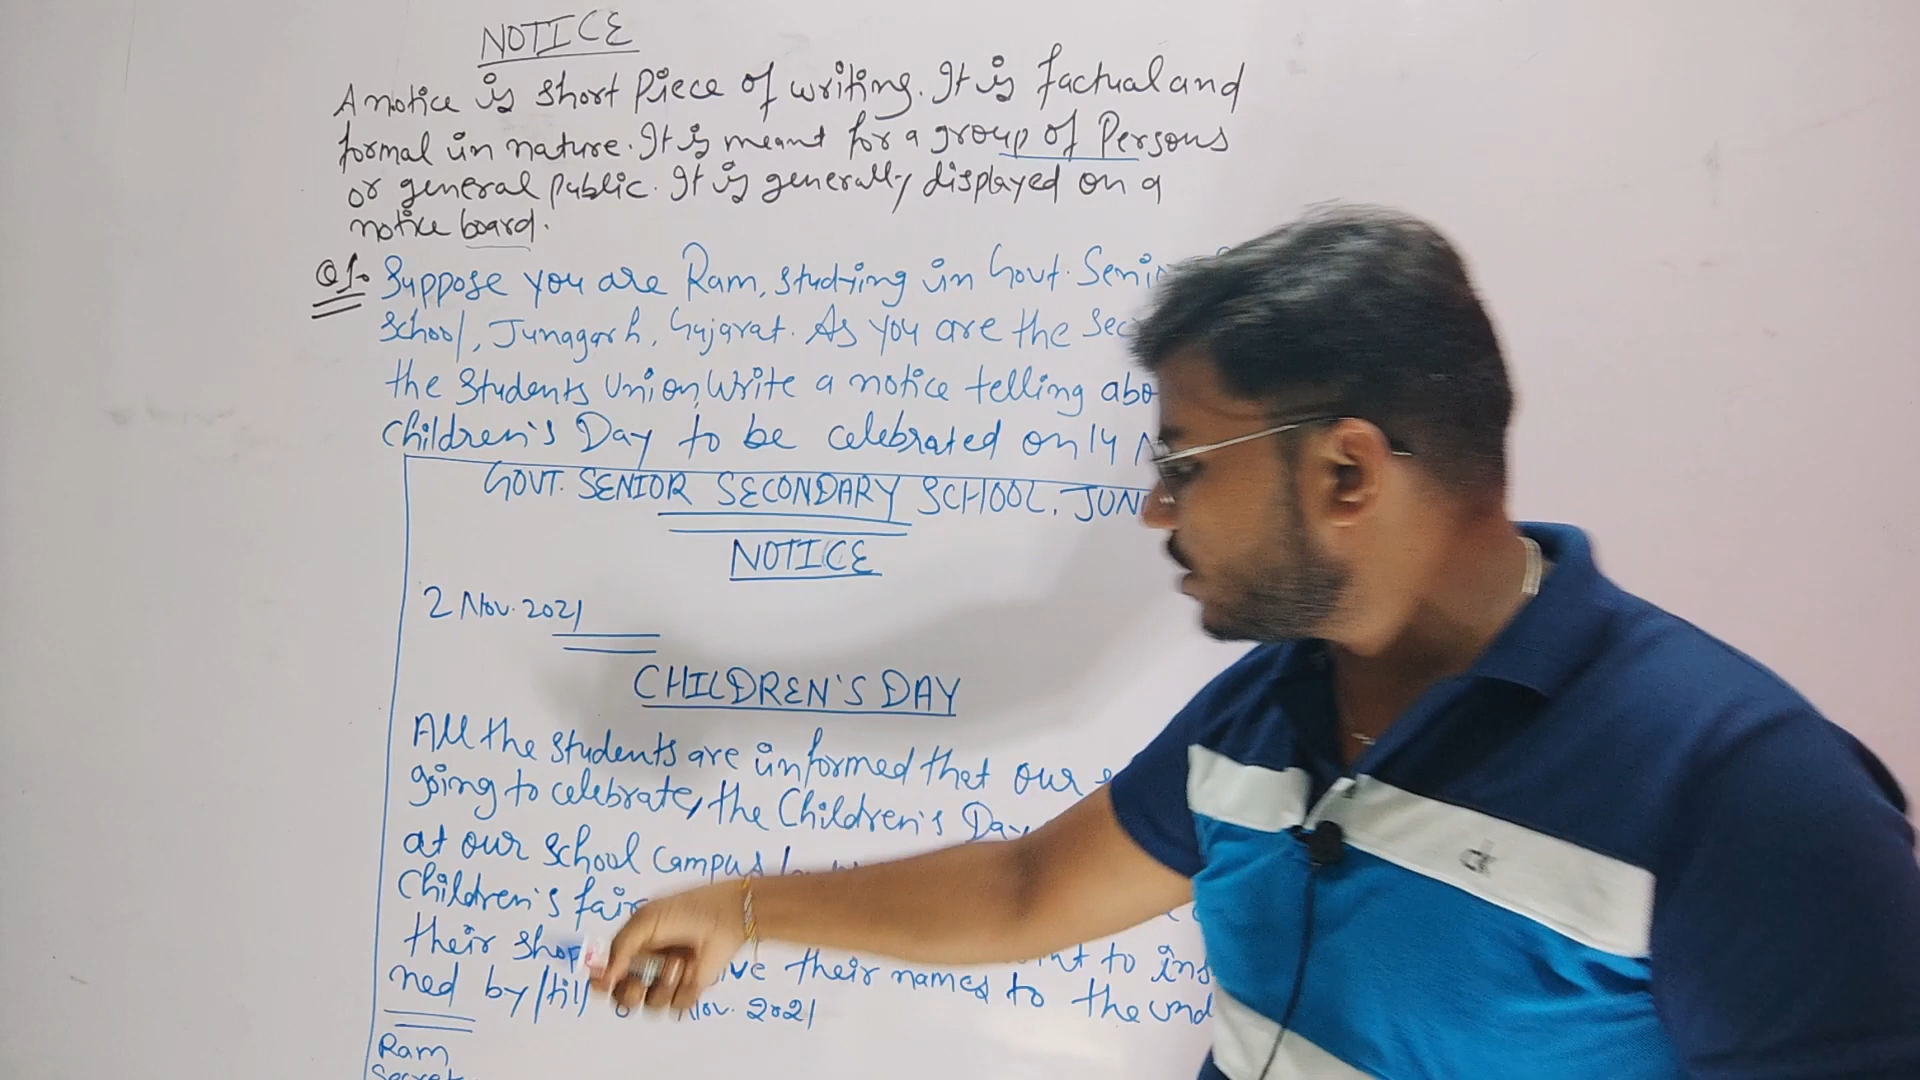 NOTICE
A notice is short Piece of writing. It is factual and
formal in nature. It is meant for a group of Persons
or general public. It is generally displayed on a
notice board.
Q1. Suppose you are Ram, studying in Govt. Seni
School, Junagarh, Gujarat. As you are the Sec
the Students Union, Write a notice telling abo
Children's Day to be celebrated on 14 N
GOVT. SENIOR SECONDARY SCHOOL, JUN
NOTICE
2 Nov. 2021
CHILDREN'S DAY
All the students are informed that our
going to celebrate, the Children's Day
at our school campus
Children's fair
their shop to ins
ned by/till ive their names to the und
Nov. 2021
Ram
Secret